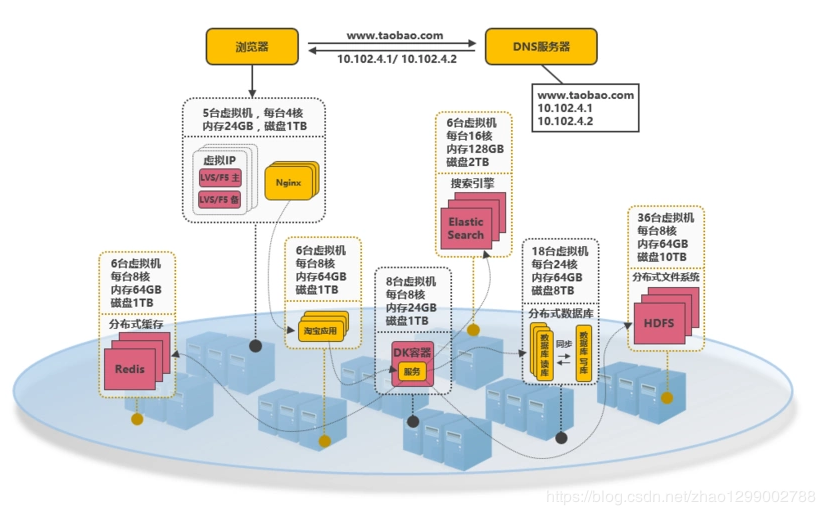 www.taobao.com
浏览器
DNS服务器
10.102.4.1/ 10.102.4.2
www.taobao.com
10.102.4.1
10.102.4.2
5台虚拟机，每台4核
内存24GB，磁盘1TB
虚拟IP
LVS/F5 主
LVS/F5 备
Nginx
6台虚拟机
每台16核
内存128GB
磁盘2TB
搜索引擎
Elastic
Search
36台虚拟机
每台8核
内存64GB
磁盘10TB
分布式文件系统
HDFS
6台虚拟机
每台8核
内存64GB
磁盘1TB
分布式缓存
Redis
6台虚拟机
每台8核
内存64GB
磁盘1TB
淘宝应用
8台虚拟机
每台8核
内存24GB
磁盘1TB
DK容器
服务
18台虚拟机
每台24核
内存64GB
磁盘8TB
分布式数据库
数据库 读库
同步
数据库 写库
https://blog.csdn.net/zhao1299002788